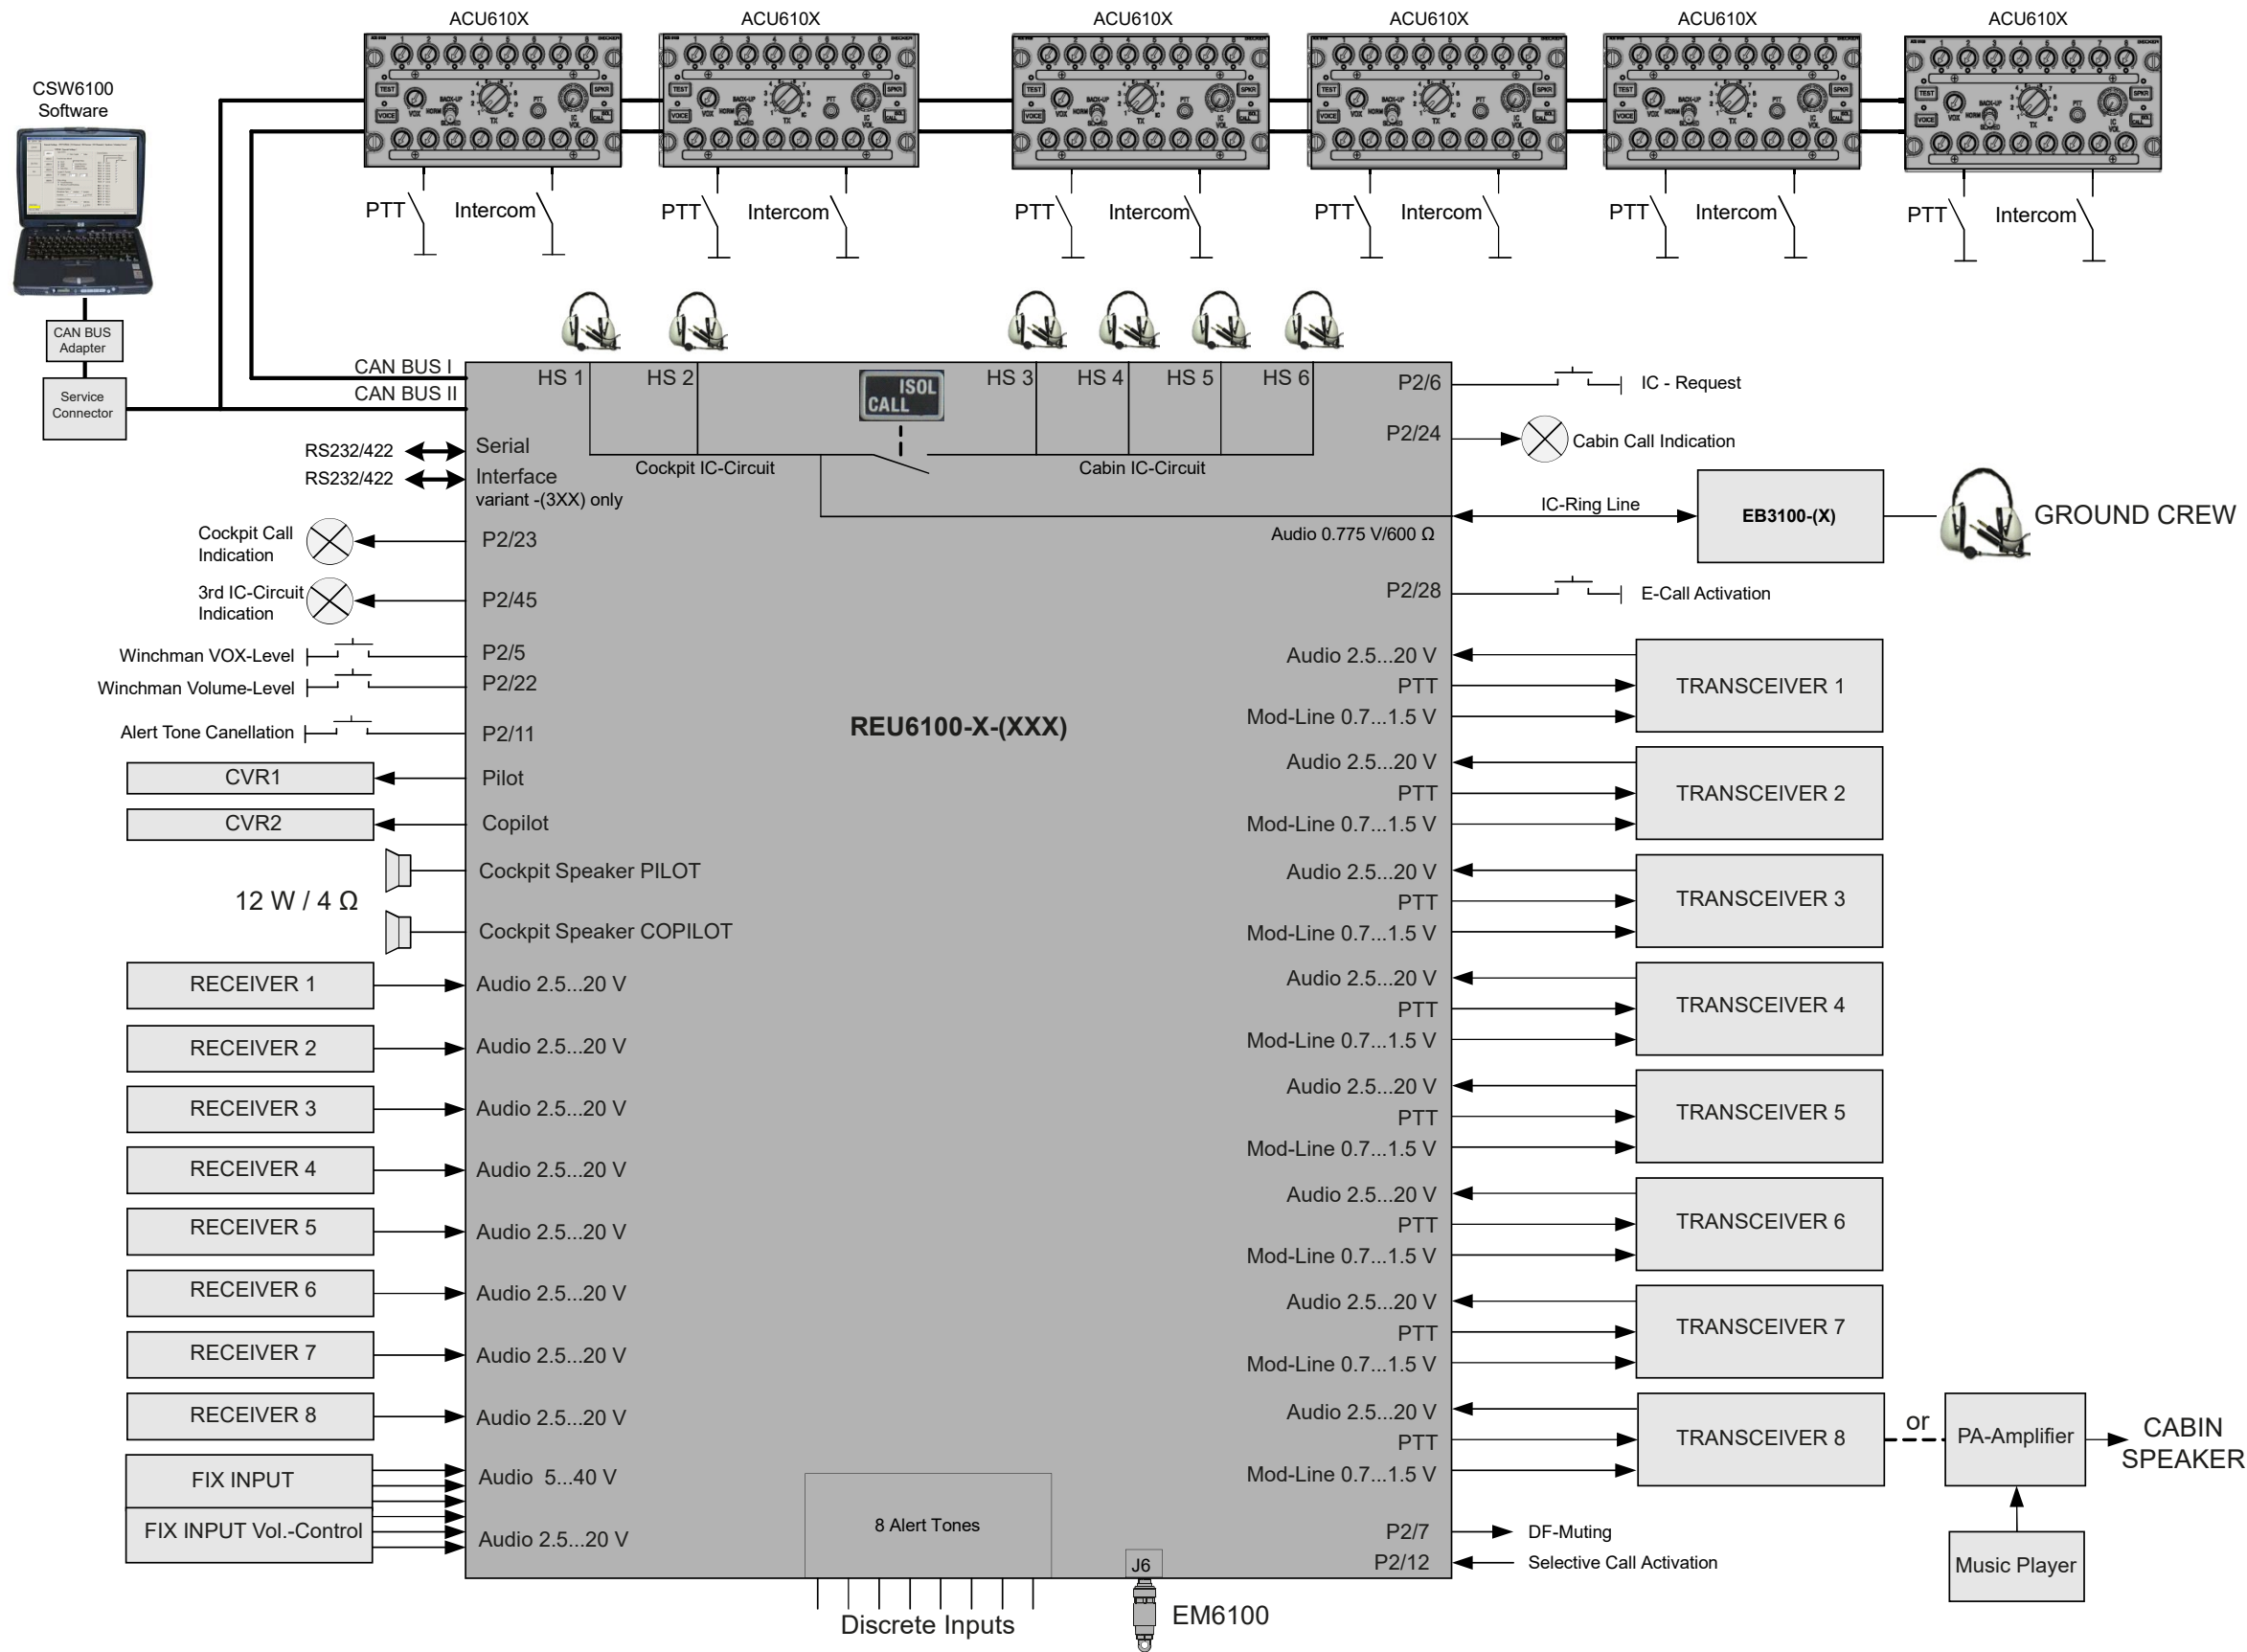 ACU610X
ACU610X
ACU610X
ACU610X
ACU610X
ACU610X
CSW6100
Software
PTT
Intercom
PTT
Intercom
PTT
Intercom
PTT
Intercom
PTT
Intercom
PTT
Intercom
CAN BUS
Adapter
Service
Connector
CAN BUS I
CAN BUS II
HS 1
HS 2
ISOL
CALL
HS 3
HS 4
HS 5
HS 6
Cockpit IC-Circuit
Cabin IC-Circuit
RS232/422
Serial
RS232/422
Interface
variant -(3XX) only
Cockpit Call
Indication
P2/23
3rd IC-Circuit
Indication
P2/45
Winchman VOX-Level
P2/5
Winchman Volume-Level
P2/22
Alert Tone Canellation
P2/11
CVR1
Pilot
CVR2
Copilot
Cockpit Speaker PILOT
12 W / 4 Ω
Cockpit Speaker COPILOT
RECEIVER 1
Audio 2.5...20 V
RECEIVER 2
Audio 2.5...20 V
RECEIVER 3
Audio 2.5...20 V
RECEIVER 4
Audio 2.5...20 V
RECEIVER 5
Audio 2.5...20 V
RECEIVER 6
Audio 2.5...20 V
RECEIVER 7
Audio 2.5...20 V
RECEIVER 8
Audio 2.5...20 V
FIX INPUT
Audio 5...40 V
FIX INPUT Vol.-Control
Audio 2.5...20 V
REU6100-X-(XXX)
8 Alert Tones
Discrete Inputs
J6
EM6100
P2/6
IC - Request
P2/24
Cabin Call Indication
IC-Ring Line
EB3100-(X)
GROUND CREW
Audio 0.775 V/600 Ω
P2/28
E-Call Activation
Audio 2.5...20 V
PTT
Mod-Line 0.7...1.5 V
TRANSCEIVER 1
Audio 2.5...20 V
PTT
Mod-Line 0.7...1.5 V
TRANSCEIVER 2
Audio 2.5...20 V
PTT
Mod-Line 0.7...1.5 V
TRANSCEIVER 3
Audio 2.5...20 V
PTT
Mod-Line 0.7...1.5 V
TRANSCEIVER 4
Audio 2.5...20 V
PTT
Mod-Line 0.7...1.5 V
TRANSCEIVER 5
Audio 2.5...20 V
PTT
Mod-Line 0.7...1.5 V
TRANSCEIVER 6
Audio 2.5...20 V
PTT
Mod-Line 0.7...1.5 V
TRANSCEIVER 7
Audio 2.5...20 V
PTT
Mod-Line 0.7...1.5 V
TRANSCEIVER 8
or
PA-Amplifier
CABIN
SPEAKER
Music Player
P2/7
DF-Muting
P2/12
Selective Call Activation